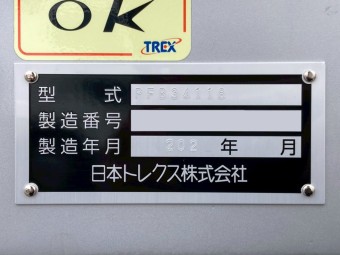 OK
TREX
型 式 PFB34118
製造番号
製造年月 202 年 月
日本トレクス株式会社